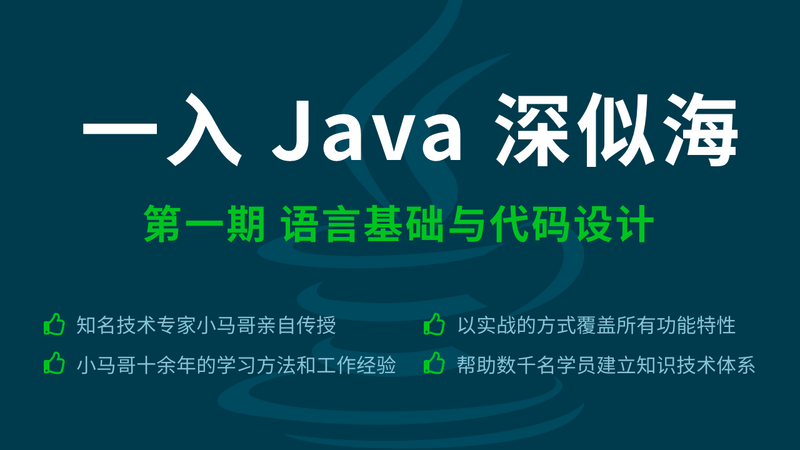 一入 Java 深似海
第一期 语言基础与代码设计
知名技术专家小马哥亲自传授
以实战的方式覆盖所有功能特性
小马哥十余年的学习方法和工作经验
帮助数千名学员建立知识技术体系